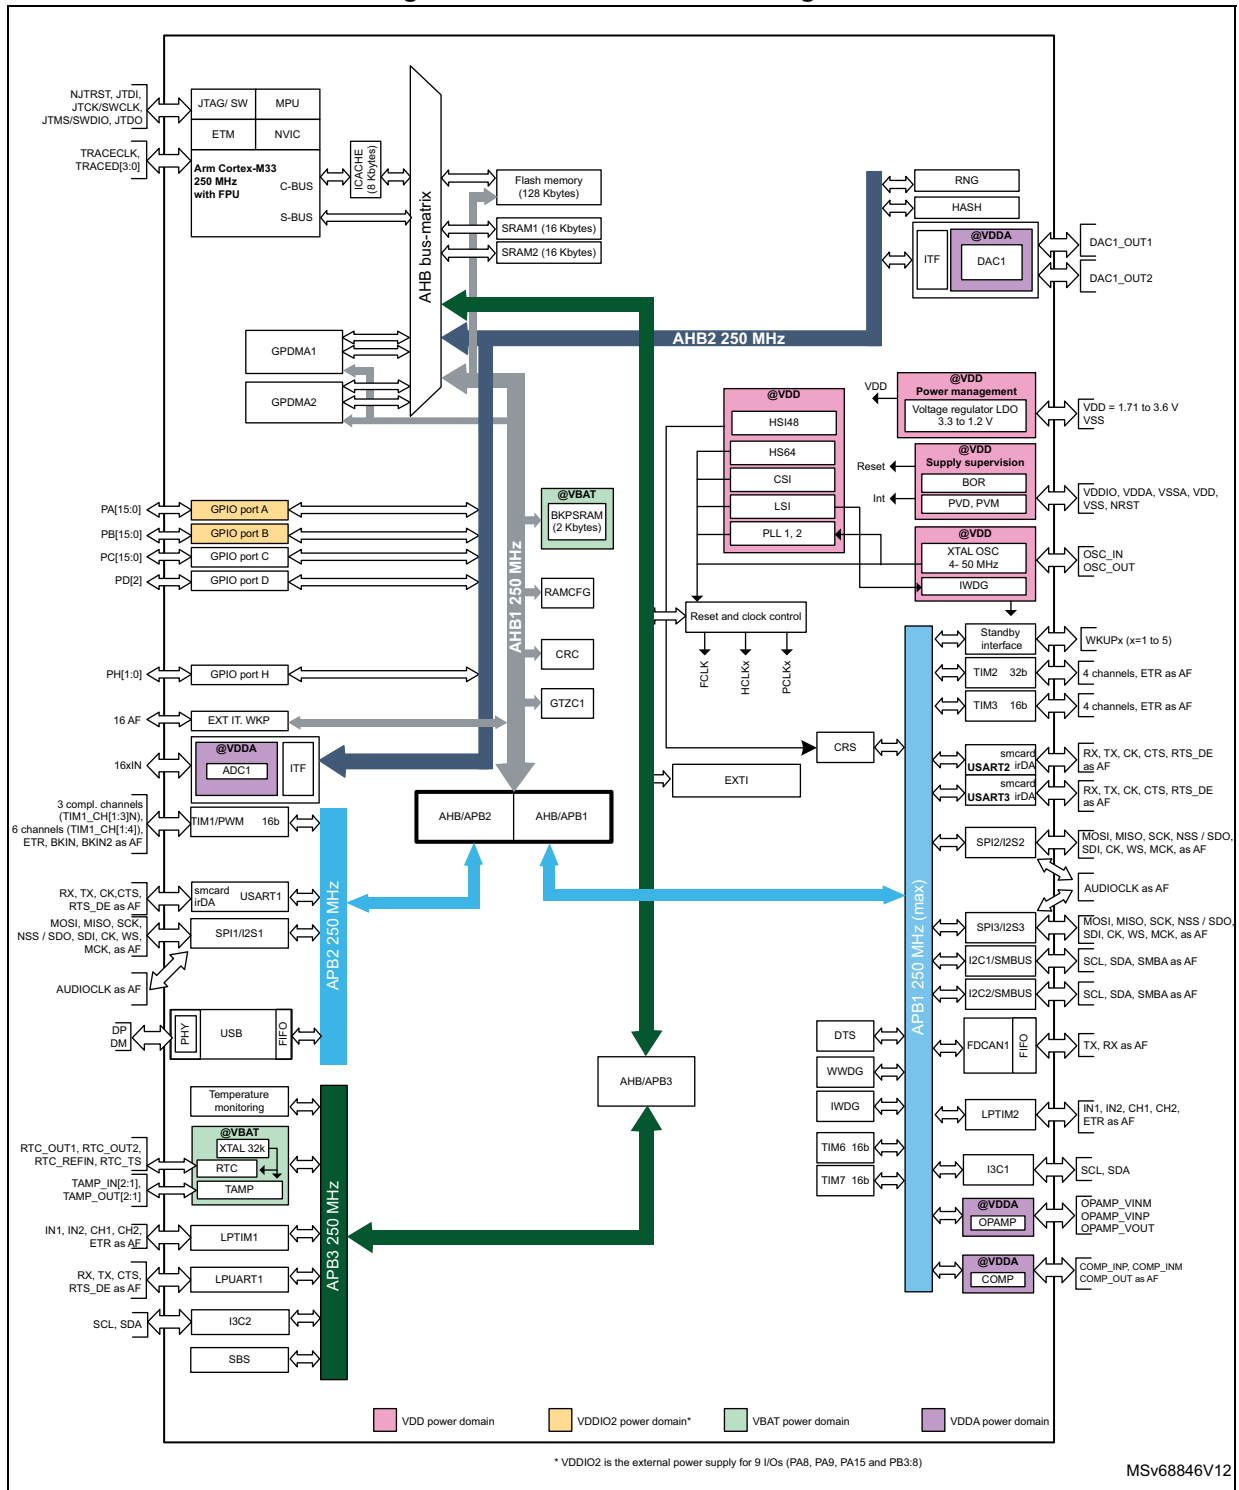 NJTRST, JTDI,
JTCK/SWCLK,
JTMS/SWDIO, JTDO
TRACECLK,
TRACED[3:0]
JTAG/ SW
MPU
ETM
NVIC
Arm Cortex-M33
250 MHz
with FPU
C-BUS
S-BUS
ICACHE
(8 Kbytes)
AHB bus-matrix
Flash memory
(128 Kbytes)
SRAM1 (16 Kbytes)
SRAM2 (16 Kbytes)
RNG
HASH
@VDDA
ITF
DAC1
DAC1_OUT1
DAC1_OUT2
GPDMA1
GPDMA2
AHB2 250 MHz
@VDD
HSI48
HS64
CSI
LSI
PLL 1, 2
VDD
@VDD
Power management
Voltage regulator LDO
3.3 to 1.2 V
VDD = 1.71 to 3.6 V
VSS
Reset
Int
@VDD
Supply supervision
BOR
PVD, PVM
VDDIO, VDDA, VSSA, VDD,
VSS, NRST
@VDD
XTAL OSC
4- 50 MHz
IWDG
OSC_IN
OSC_OUT
PA[15:0]
GPIO port A
PB[15:0]
GPIO port B
PC[15:0]
GPIO port C
PD[2]
GPIO port D
PH[1:0]
GPIO port H
16 AF
EXT IT. WKP
16xIN
@VDDA
ADC1
ITF
AHB1 250 MHz
@VBAT
BKPSRAM
(2 Kbytes)
RAMCFG
CRC
GTZC1
Reset and clock control
FCLK
HCLKx
PCLKx
CRS
EXTI
AHB/APB2
AHB/APB1
3 compl. channels
(TIM1_CH[1:3]N),
6 channels (TIM1_CH[1:4]),
ETR, BKIN, BKIN2 as AF
TIM1/PWM 16b
RX, TX, CK,CTS,
RTS_DE as AF
smcard
irDA
USART1
MOSI, MISO, SCK,
NSS / SDO, SDI, CK, WS,
MCK, as AF
SPI1/I2S1
AUDIOCLK as AF
DP
DM
PHY
USB
FIFO
APB2 250 MHz
AHB/APB3
Temperature
monitoring
RTC_OUT1, RTC_OUT2,
RTC_REFIN, RTC_TS
TAMP_IN[2:1],
TAMP_OUT[2:1]
@VBAT
XTAL 32k
RTC
TAMP
IN1, IN2, CH1, CH2,
ETR as AF
LPTIM1
RX, TX, CTS,
RTS_DE as AF
LPUART1
SCL, SDA
I3C2
SBS
APB3 250 MHz
APB1 250 MHz (max)
Standby
interface
WKUPx (x=1 to 5)
TIM2 32b
4 channels, ETR as AF
TIM3 16b
4 channels, ETR as AF
smcard
USART2 irDA
RX, TX, CK, CTS, RTS_DE
as AF
smcard
USART3 irDA
RX, TX, CK, CTS, RTS_DE
as AF
SPI2/I2S2
MOSI, MISO, SCK, NSS / SDO,
SDI, CK, WS, MCK, as AF
AUDIOCLK as AF
SPI3/I2S3
MOSI, MISO, SCK, NSS / SDO,
SDI, CK, WS, MCK, as AF
I2C1/SMBUS
SCL, SDA, SMBA as AF
I2C2/SMBUS
SCL, SDA, SMBA as AF
DTS
WWDG
IWDG
TIM6 16b
TIM7 16b
FDCAN1
FIFO
TX, RX as AF
LPTIM2
IN1, IN2, CH1, CH2,
ETR as AF
I3C1
SCL, SDA
@VDDA
OPAMP
OPAMP_VINM
OPAMP_VINP
OPAMP_VOUT
@VDDA
COMP
COMP_INP, COMP_INM
COMP_OUT as AF
VDD power domain
VDDIO2 power domain*
VBAT power domain
VDDA power domain
* VDDIO2 is the external power supply for 9 I/Os (PA8, PA9, PA15 and PB3:8)
MSv68846V12